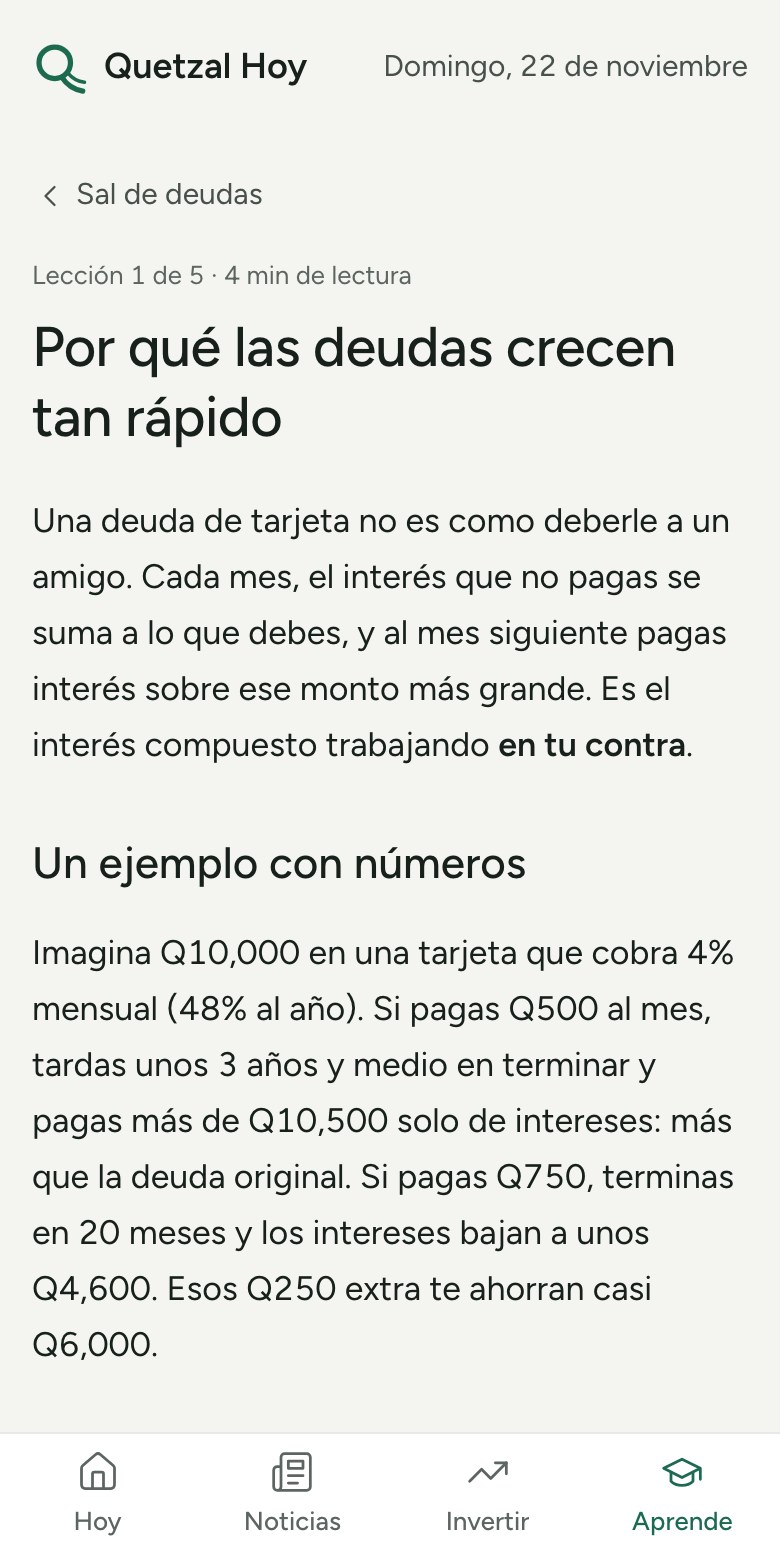 Quetzal Hoy
Domingo, 22 de noviembre
Sal de deudas
Lección 1 de 5 · 4 min de lectura
Por qué las deudas crecen
tan rápido
Una deuda de tarjeta no es como deberle a un
amigo. Cada mes, el interés que no pagas se
suma a lo que debes, y al mes siguiente pagas
interés sobre ese monto más grande. Es el
interés compuesto trabajando en tu contra.
Un ejemplo con números
Imagina Q10,000 en una tarjeta que cobra 4%
mensual (48% al año). Si pagas Q500 al mes,
tardas unos 3 años y medio en terminar y
pagas más de Q10,500 solo de intereses: más
que la deuda original. Si pagas Q750, terminas
en 20 meses y los intereses bajan a unos
Q4,600. Esos Q250 extra te ahorran casi
Q6,000.
Hoy
Noticias
Invertir
Aprende